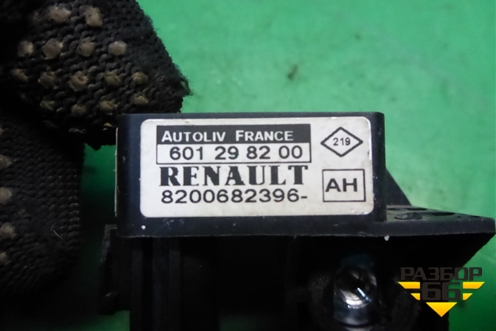 AUTOLIV FRANCE
601 29 82 00
219
RENAULT
AH
8200682396-
РАЗБОР
66